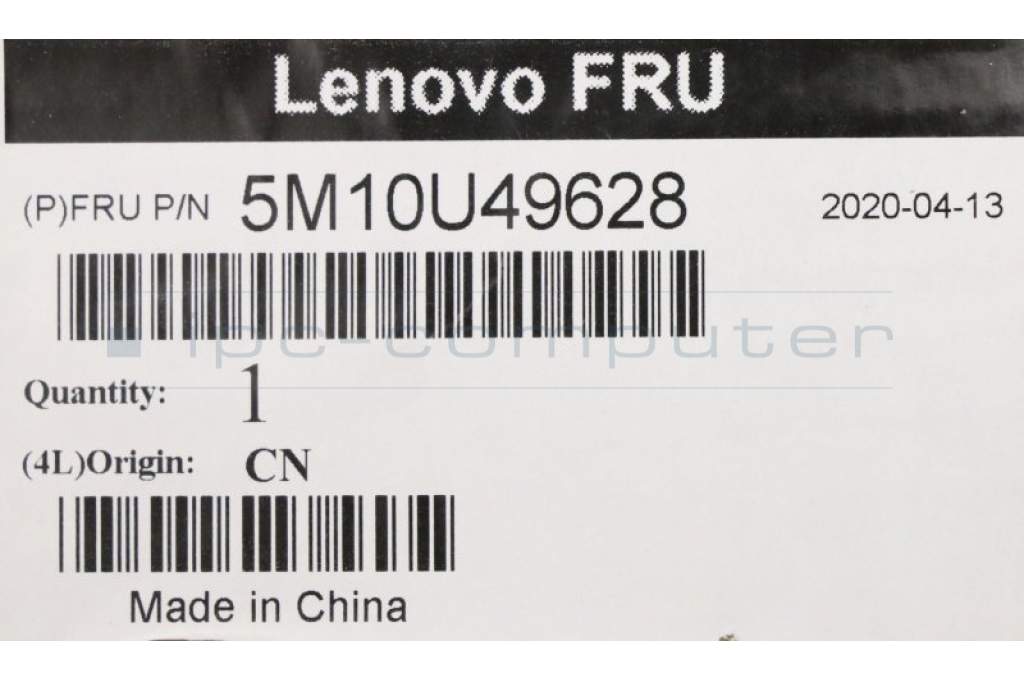 Lenovo FRU
(P)FRU P/N 5M10U49628 2020-04-13
ipc-computer
Quantity: 1
(4L)Origin: CN
Made in China